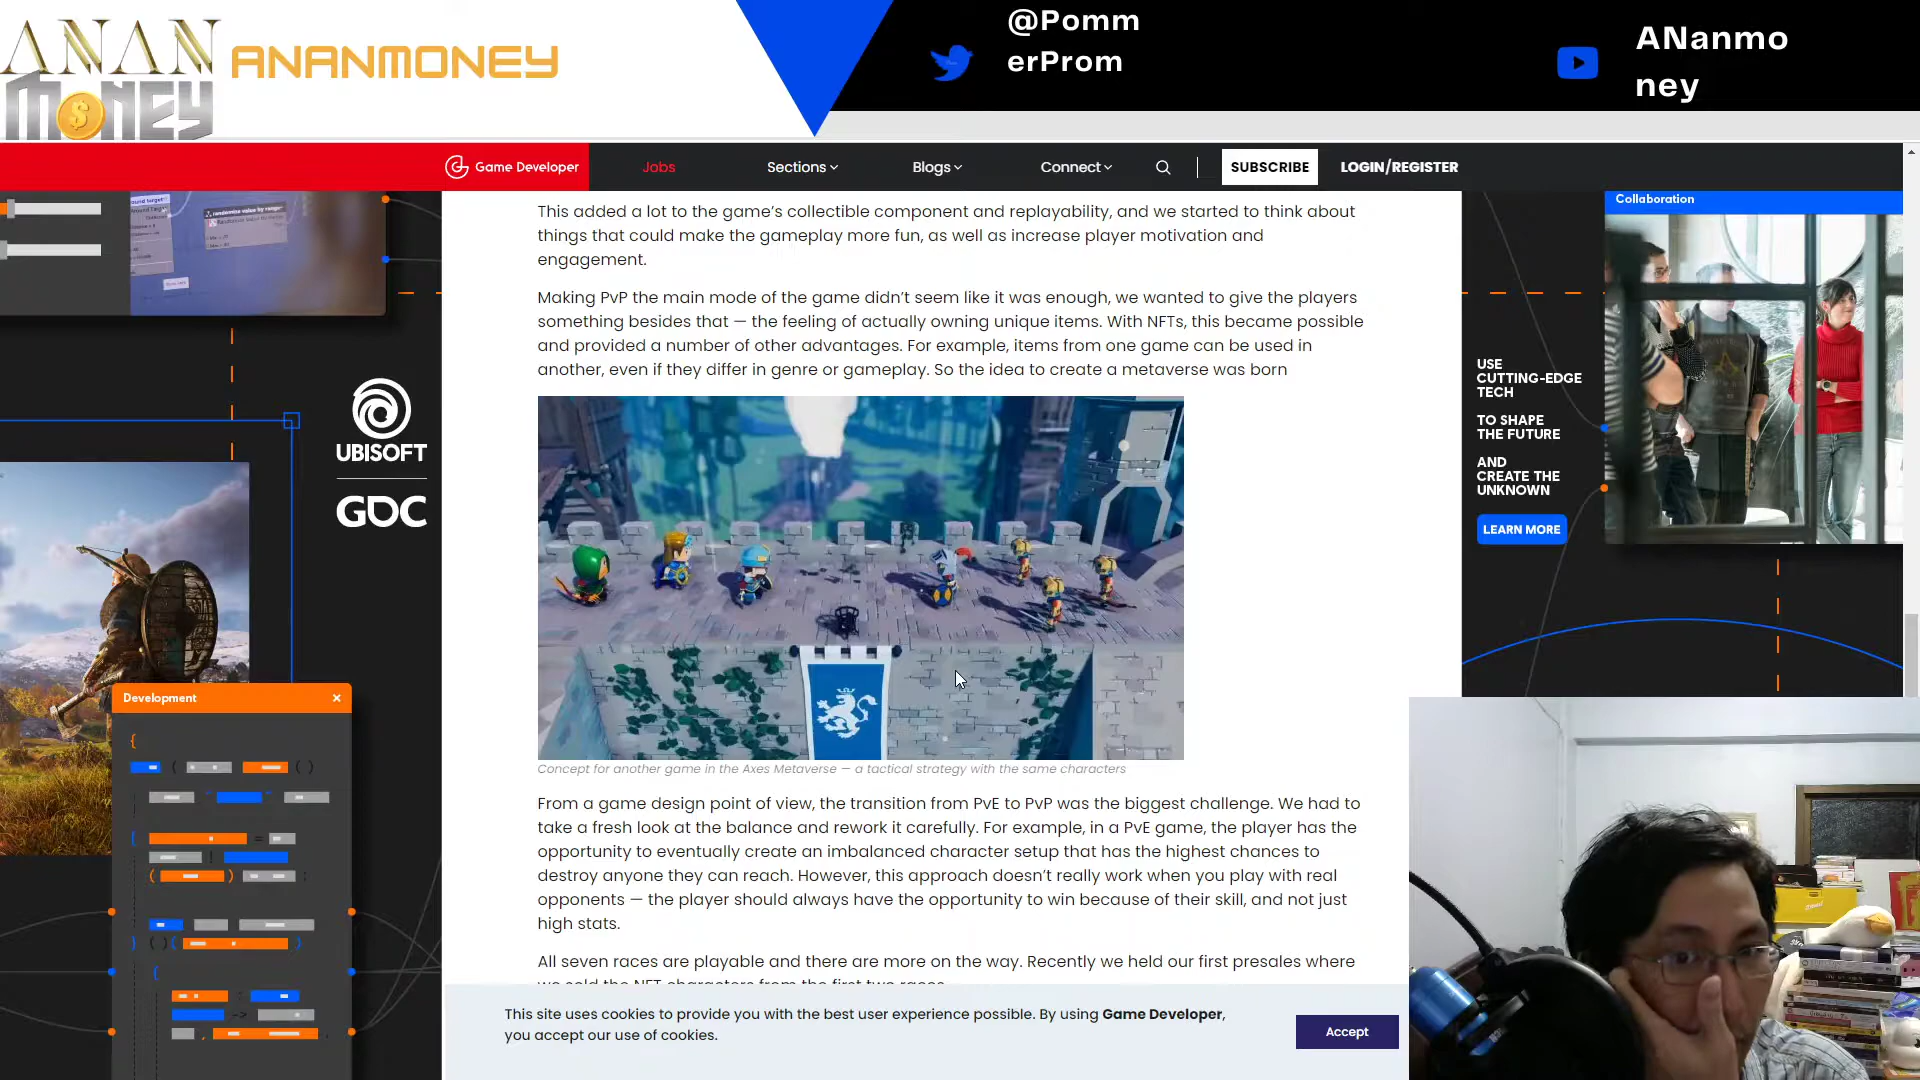 ANAN
MONEY
ANANMONEY
@Pomm
erProm
ANanmo
ney
Game Developer
Jobs
Sections
Blogs
Connect
SUBSCRIBE
LOGIN/REGISTER
This added a lot to the game’s collectible component and replayability, and we started to think about
things that could make the gameplay more fun, as well as increase player motivation and
engagement.
Making PvP the main mode of the game didn’t seem like it was enough, we wanted to give the players
something besides that — the feeling of actually owning unique items. With NFTs, this became possible
and provided a number of other advantages. For example, items from one game can be used in
another, even if they differ in genre or gameplay. So the idea to create a metaverse was born
Concept for another game in the Axes Metaverse — a tactical strategy with the same characters
From a game design point of view, the transition from PvE to PvP was the biggest challenge. We had to
take a fresh look at the balance and rework it carefully. For example, in a PvE game, the player has the
opportunity to eventually create an imbalanced character setup that has the highest chances to
destroy anyone they can reach. However, this approach doesn’t really work when you play with real
opponents — the player should always have the opportunity to win because of their skill, and not just
high stats.
All seven races are playable and there are more on the way. Recently we held our first presales where
we sold the NFT characters from the first two races
UBISOFT
GDC
Development
Collaboration
USE
CUTTING-EDGE
TECH
TO SHAPE
THE FUTURE
AND
CREATE THE
UNKNOWN
LEARN MORE
This site uses cookies to provide you with the best user experience possible. By using Game Developer,
you accept our use of cookies.
Accept